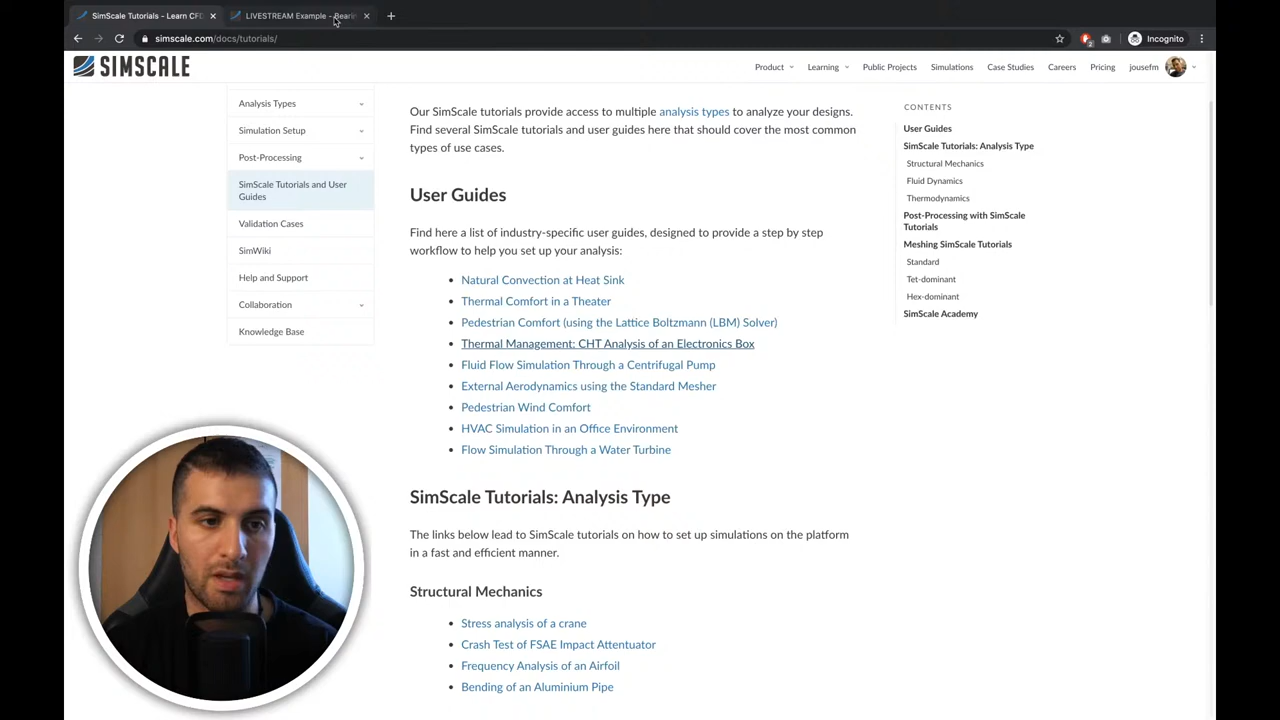 SimScale Tutorials - Learn CFD
LIVESTREAM Example - Bearin
simscale.com/docs/tutorials/
2
Incognito
SIMSCALE
Product
Learning
Public Projects
Simulations
Case Studies
Careers
Pricing
jousefm
Analysis Types
Simulation Setup
Post-Processing
SimScale Tutorials and User
Guides
Validation Cases
SimWiki
Help and Support
Collaboration
Knowledge Base
Our SimScale tutorials provide access to multiple analysis types to analyze your designs.
Find several SimScale tutorials and user guides here that should cover the most common
types of use cases.
User Guides
Find here a list of industry-specific user guides, designed to provide a step by step
workflow to help you set up your analysis:
• Natural Convection at Heat Sink
• Thermal Comfort in a Theater
• Pedestrian Comfort (using the Lattice Boltzmann (LBM) Solver)
• Thermal Management: CHT Analysis of an Electronics Box
• Fluid Flow Simulation Through a Centrifugal Pump
• External Aerodynamics using the Standard Mesher
• Pedestrian Wind Comfort
• HVAC Simulation in an Office Environment
• Flow Simulation Through a Water Turbine
SimScale Tutorials: Analysis Type
The links below lead to SimScale tutorials on how to set up simulations on the platform
in a fast and efficient manner.
Structural Mechanics
• Stress analysis of a crane
• Crash Test of FSAE Impact Attenuator
• Frequency Analysis of an Airfoil
• Bending of an Aluminium Pipe
CONTENTS
User Guides
SimScale Tutorials: Analysis Type
Structural Mechanics
Fluid Dynamics
Thermodynamics
Post-Processing with SimScale
Tutorials
Meshing SimScale Tutorials
Standard
Tet-dominant
Hex-dominant
SimScale Academy